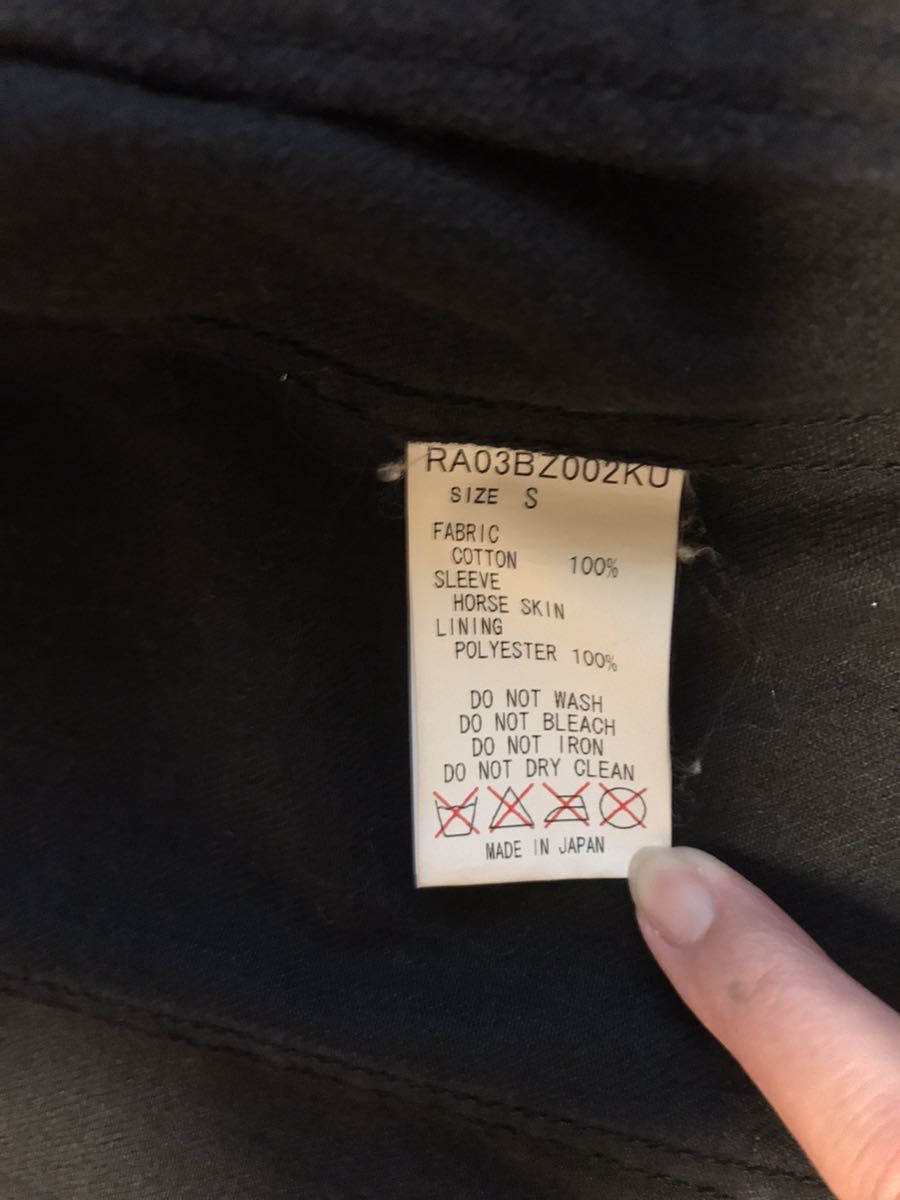 RA03BZ002KU
SIZE S
FABRIC
COTTON 100%
SLEEVE
HORSE SKIN
LINING
POLYESTER 100%
DO NOT WASH
DO NOT BLEACH
DO NOT IRON
DO NOT DRY CLEAN
MADE IN JAPAN